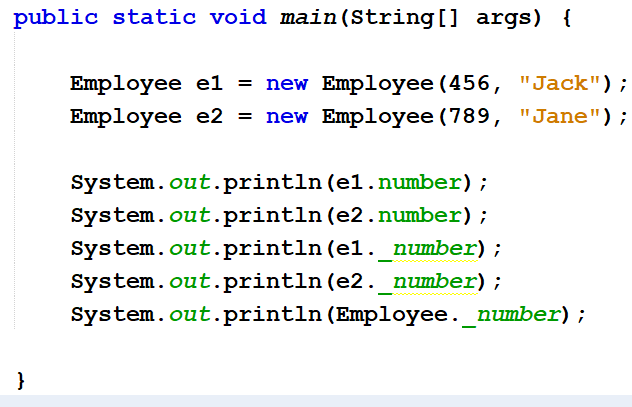 public static void main(String[] args) {
Employee e1 = new Employee(456, "Jack");
Employee e2 = new Employee(789, "Jane");
System.out.println(e1.number);
System.out.println(e2.number);
System.out.println(e1._number);
System.out.println(e2._number);
System.out.println(Employee._number);
}